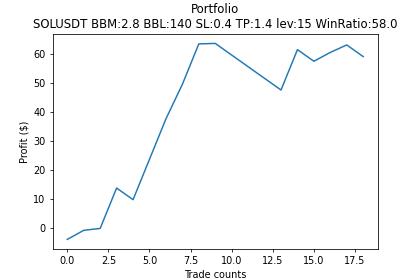 Portfolio
SOLUSDT BBM:2.8 BBL:140 SL:0.4 TP:1.4 lev:15 WinRatio:58.0
60
50
40
30
20
10
0
Profit ($)
0.0 2.5 5.0 7.5 10.0 12.5 15.0 17.5
Trade counts